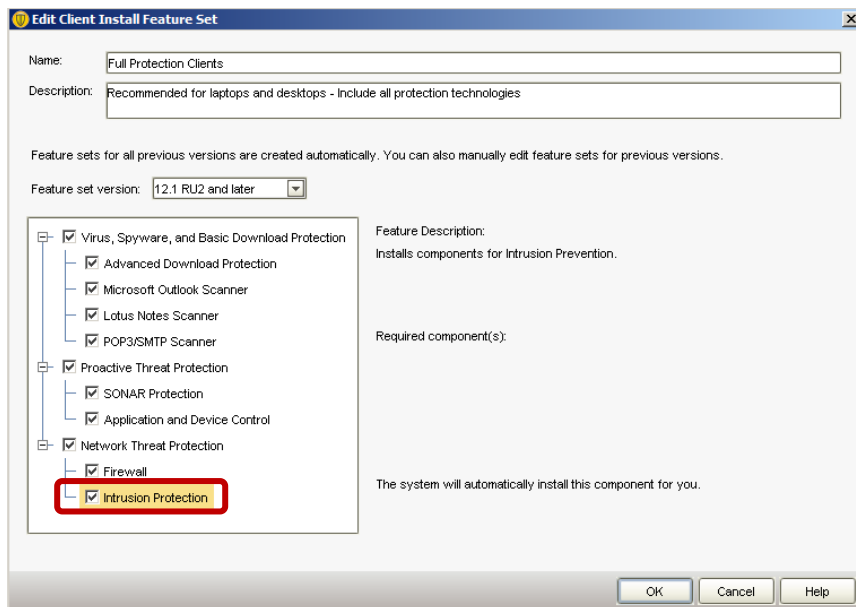 Edit Client Install Feature Set
Name: Full Protection Clients
Description: Recommended for laptops and desktops - Include all protection technologies
Feature sets for all previous versions are created automatically. You can also manually edit feature sets for previous versions.
Feature set version: 12.1 RU2 and later
Virus, Spyware, and Basic Download Protection
Advanced Download Protection
Microsoft Outlook Scanner
Lotus Notes Scanner
POP3/SMTP Scanner
Proactive Threat Protection
SONAR Protection
Application and Device Control
Network Threat Protection
Firewall
Intrusion Protection
Feature Description:
Installs components for Intrusion Prevention.
Required component(s):
The system will automatically install this component for you.
OK Cancel Help